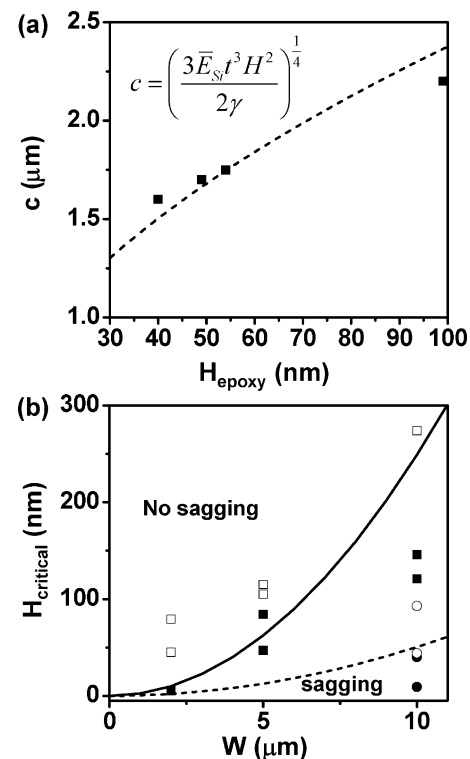 (a)
c = (3Ē_Si t³ H² / 2γ)^(1/4)
2.5
2.0
1.5
1.0
c (μm)
30 40 50 60 70 80 90 100
H_epoxy (nm)
(b)
300
200
100
0
H_critical (nm)
No sagging
sagging
0 5 10
W (μm)